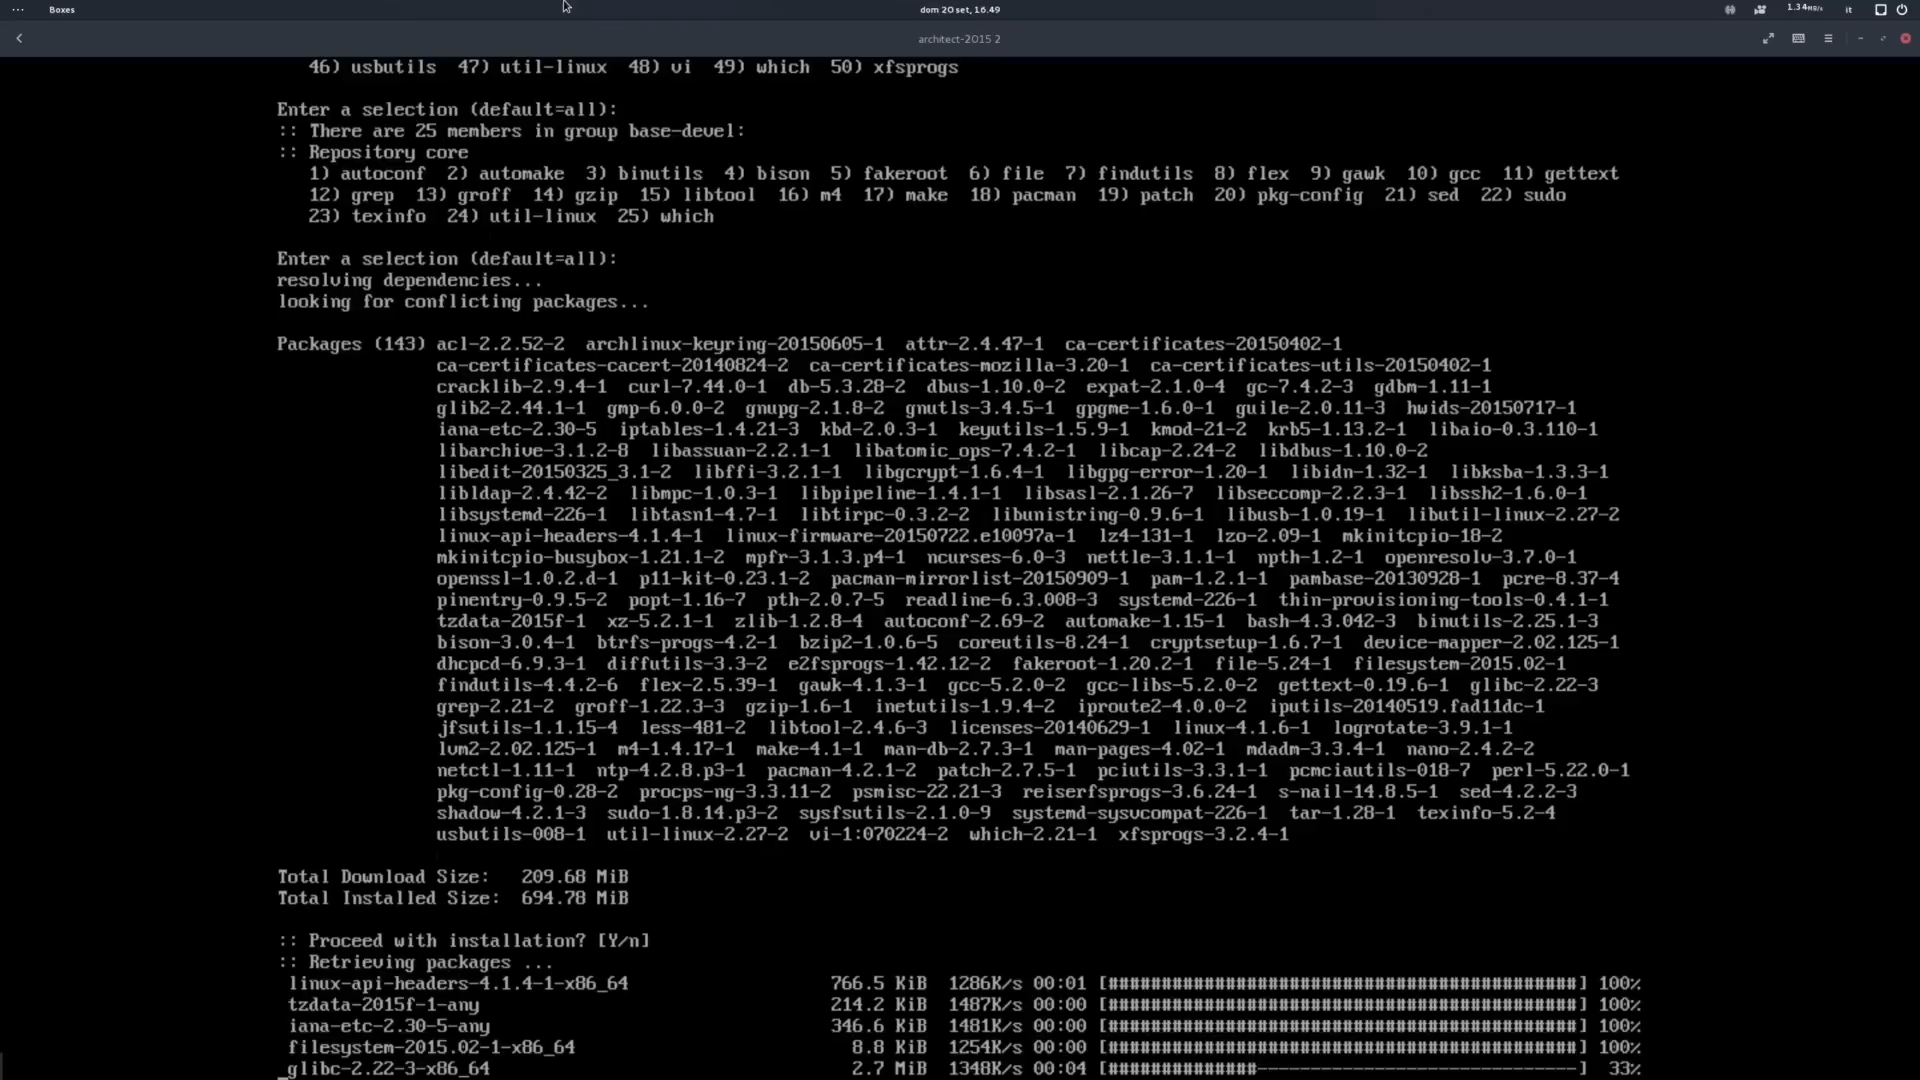 Boxes
dom 20 set, 16.49
1.34MB/s
it
architect-2015 2
46) usbutils  47) util-linux  48) vi  49) which  50) xfsprogs
Enter a selection (default=all):
:: There are 25 members in group base-devel:
:: Repository core
1) autoconf  2) automake  3) binutils  4) bison  5) fakeroot  6) file  7) findutils  8) flex  9) gawk  10) gcc  11) gettext
12) grep  13) groff  14) gzip  15) libtool  16) m4  17) make  18) pacman  19) patch  20) pkg-config  21) sed  22) sudo
23) texinfo  24) util-linux  25) which
Enter a selection (default=all):
resolving dependencies...
looking for conflicting packages...
Packages (143) acl-2.2.52-2  archlinux-keyring-20150605-1  attr-2.4.47-1  ca-certificates-20150402-1
ca-certificates-cacert-20140824-2  ca-certificates-mozilla-3.20-1  ca-certificates-utils-20150402-1
cracklib-2.9.4-1  curl-7.44.0-1  db-5.3.28-2  dbus-1.10.0-2  expat-2.1.0-4  gc-7.4.2-3  gdbm-1.11-1
glib2-2.44.1-1  gmp-6.0.0-2  gnupg-2.1.8-2  gnutls-3.4.5-1  gpgme-1.6.0-1  guile-2.0.11-3  hwids-20150717-1
iana-etc-2.30-5  iptables-1.4.21-3  kbd-2.0.3-1  keyutils-1.5.9-1  kmod-21-2  krb5-1.13.2-1  libaio-0.3.110-1
libarchive-3.1.2-8  libassuan-2.2.1-1  libatomic_ops-7.4.2-1  libcap-2.24-2  libdbus-1.10.0-2
libedit-20150325_3.1-2  libffi-3.2.1-1  libgcrypt-1.6.4-1  libgpg-error-1.20-1  libidn-1.32-1  libksba-1.3.3-1
libldap-2.4.42-2  libmpc-1.0.3-1  libpipeline-1.4.1-1  libsasl-2.1.26-7  libseccomp-2.2.3-1  libssh2-1.6.0-1
libsystemd-226-1  libtasn1-4.7-1  libtirpc-0.3.2-2  libunistring-0.9.6-1  libusb-1.0.19-1  libutil-linux-2.27-2
linux-api-headers-4.1.4-1  linux-firmware-20150722.e10097a-1  lz4-131-1  lzo-2.09-1  mkinitcpio-18-2
mkinitcpio-busybox-1.21.1-2  mpfr-3.1.3.p4-1  ncurses-6.0-3  nettle-3.1.1-1  npth-1.2-1  openresolv-3.7.0-1
openssl-1.0.2.d-1  p11-kit-0.23.1-2  pacman-mirrorlist-20150909-1  pam-1.2.1-1  pambase-20130928-1  pcre-8.37-4
pinentry-0.9.5-2  popt-1.16-7  pth-2.0.7-5  readline-6.3.008-3  systemd-226-1  thin-provisioning-tools-0.4.1-1
tzdata-2015f-1  xz-5.2.1-1  zlib-1.2.8-4  autoconf-2.69-2  automake-1.15-1  bash-4.3.042-3  binutils-2.25.1-3
bison-3.0.4-1  btrfs-progs-4.2-1  bzip2-1.0.6-5  coreutils-8.24-1  cryptsetup-1.6.7-1  device-mapper-2.02.125-1
dhcpcd-6.9.3-1  diffutils-3.3-2  e2fsprogs-1.42.12-2  fakeroot-1.20.2-1  file-5.24-1  filesystem-2015.02-1
findutils-4.4.2-6  flex-2.5.39-1  gawk-4.1.3-1  gcc-5.2.0-2  gcc-libs-5.2.0-2  gettext-0.19.6-1  glibc-2.22-3
grep-2.21-2  groff-1.22.3-3  gzip-1.6-1  inetutils-1.9.4-2  iproute2-4.0.0-2  iputils-20140519.fad11dc-1
jfsutils-1.1.15-4  less-481-2  libtool-2.4.6-3  licenses-20140629-1  linux-4.1.6-1  logrotate-3.9.1-1
lvm2-2.02.125-1  m4-1.4.17-1  make-4.1-1  man-db-2.7.3-1  man-pages-4.02-1  mdadm-3.3.4-1  nano-2.4.2-2
netctl-1.11-1  ntp-4.2.8.p3-1  pacman-4.2.1-2  patch-2.7.5-1  pciutils-3.3.1-1  pcmciautils-018-7  perl-5.22.0-1
pkg-config-0.28-2  procps-ng-3.3.11-2  psmisc-22.21-3  reiserfsprogs-3.6.24-1  s-nail-14.8.5-1  sed-4.2.2-3
shadow-4.2.1-3  sudo-1.8.14.p3-2  sysfsutils-2.1.0-9  systemd-sysvcompat-226-1  tar-1.28-1  texinfo-5.2-4
usbutils-008-1  util-linux-2.27-2  vi-1:070224-2  which-2.21-1  xfsprogs-3.2.4-1
Total Download Size:   209.68 MiB
Total Installed Size:  694.78 MiB
:: Proceed with installation? [Y/n]
:: Retrieving packages ...
linux-api-headers-4.1.4-1-x86_64  766.5 KiB  1286K/s 00:01 [############################################] 100%
tzdata-2015f-1-any  214.2 KiB  1487K/s 00:00 [############################################] 100%
iana-etc-2.30-5-any  346.6 KiB  1481K/s 00:00 [############################################] 100%
filesystem-2015.02-1-x86_64  8.8 KiB  1254K/s 00:00 [############################################] 100%
_glibc-2.22-3-x86_64  2.7 MiB  1348K/s 00:04 [##############------------------------------] 33%